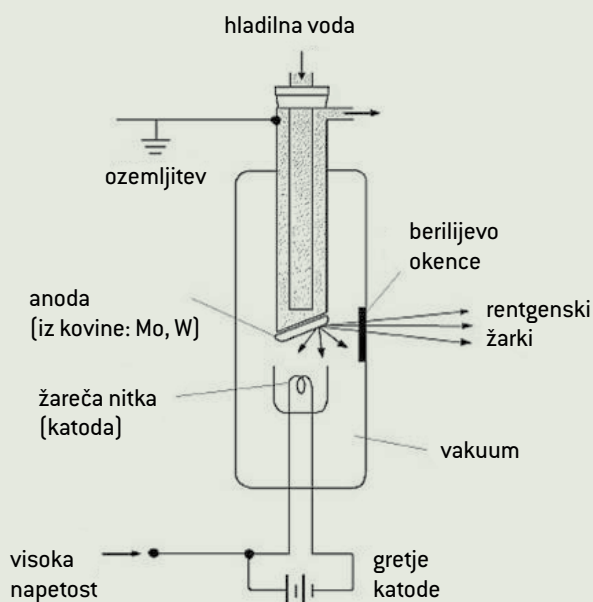 hladilna voda
ozemljitev
berilijevo
okence
anoda
(iz kovine: Mo, W)
rentgenski
žarki
žareča nitka
(katoda)
vakuum
visoka
napetost
gretje
katode